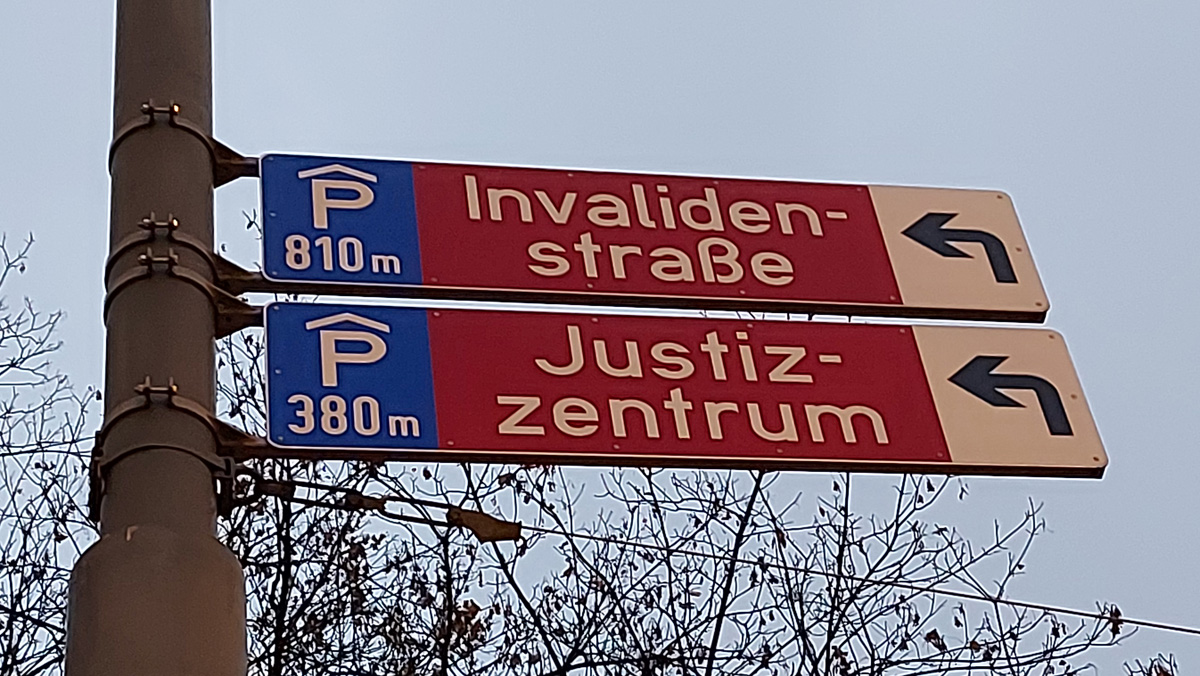 P
810m
Invaliden-
straße
P
380m
Justiz-
zentrum